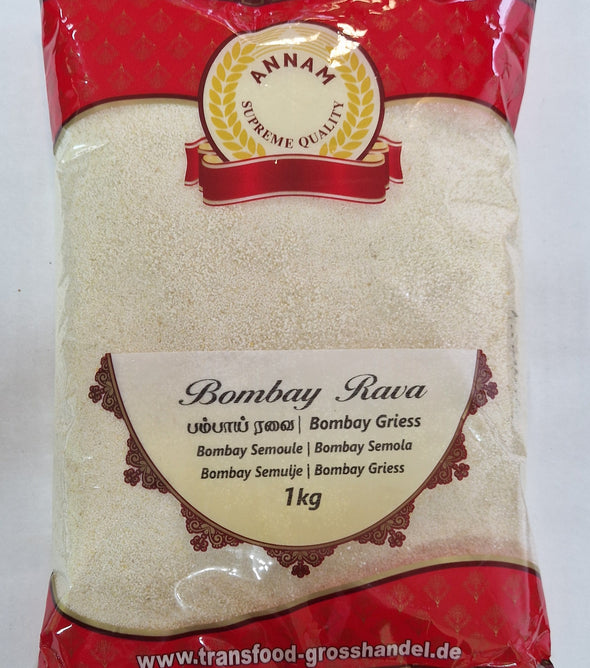 ANNAM
SUPREME QUALITY
Bombay Rava
பம்பாய் ரவை | Bombay Griess
Bombay Semoule | Bombay Semola
Bombay Semulje | Bombay Griess
1kg
www.transfood-grosshandel.de